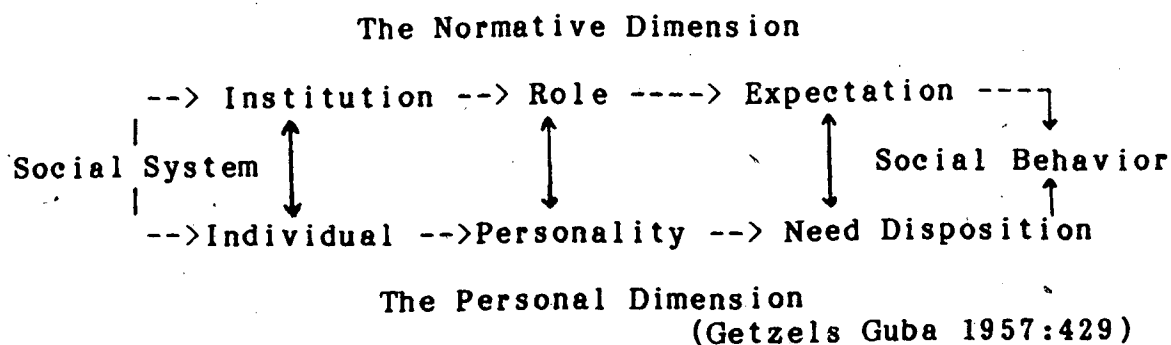 The Normative Dimension
--> Institution --> Role ----> Expectation ----
Social System Social Behavior
-->Individual -->Personality --> Need Disposition
The Personal Dimension
(Getzels Guba 1957:429)